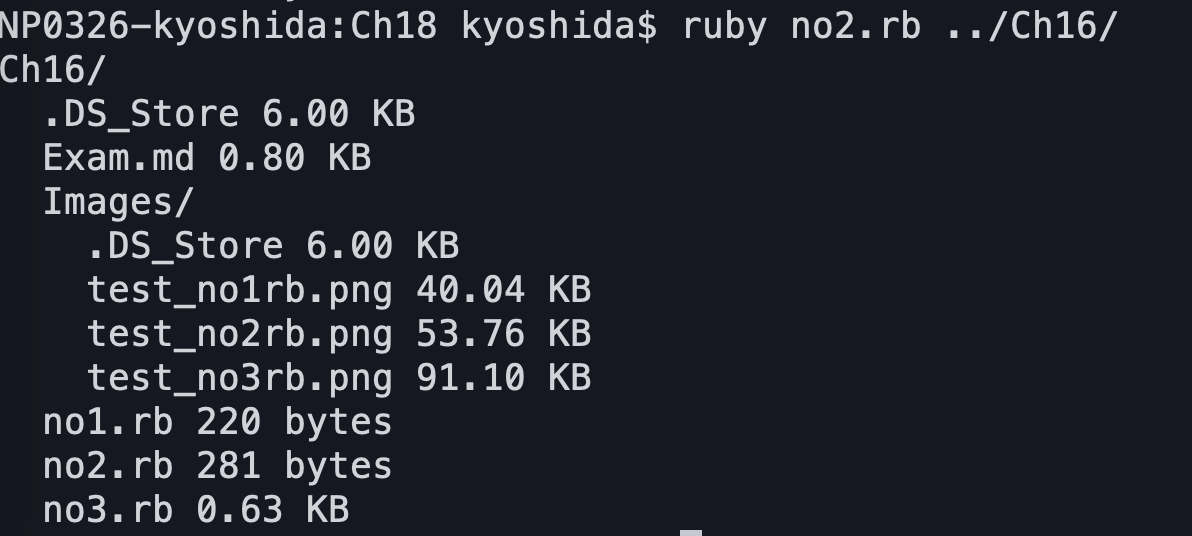 NP0326-kyoshida:Ch18 kyoshida$ ruby no2.rb ../Ch16/
Ch16/
  .DS_Store 6.00 KB
  Exam.md 0.80 KB
  Images/
    .DS_Store 6.00 KB
    test_no1rb.png 40.04 KB
    test_no2rb.png 53.76 KB
    test_no3rb.png 91.10 KB
  no1.rb 220 bytes
  no2.rb 281 bytes
  no3.rb 0.63 KB